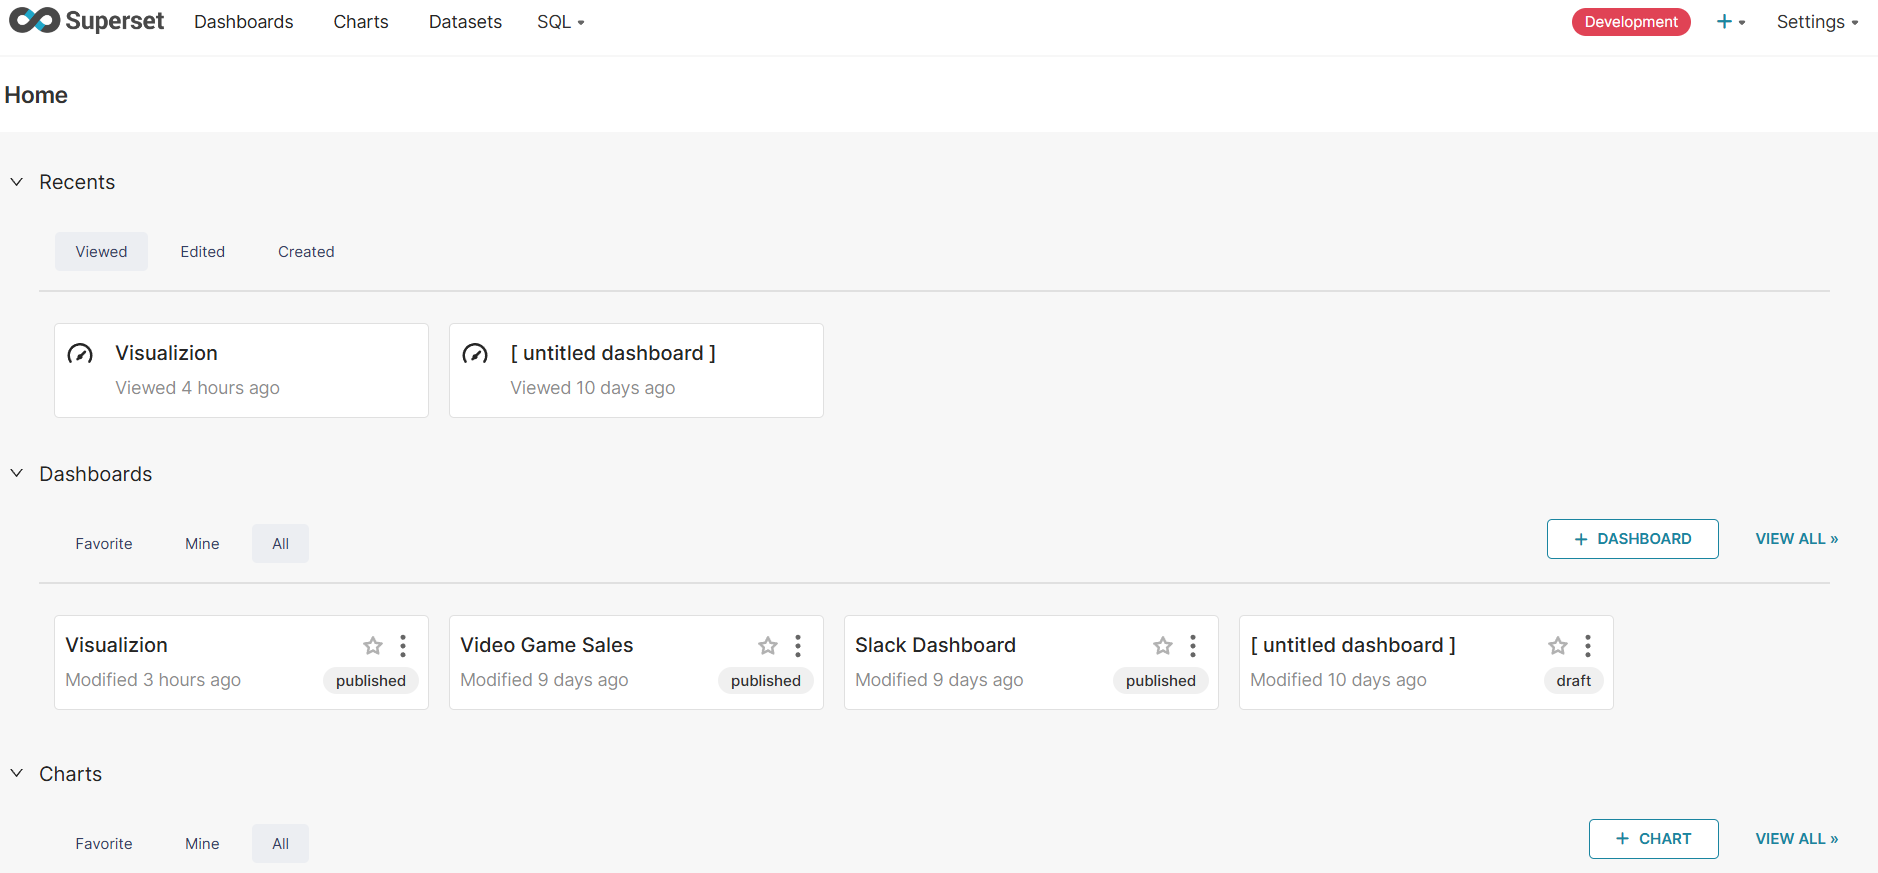 Superset Dashboards Charts Datasets SQL Development + Settings
Home
Recents
Viewed Edited Created
Visualizion
Viewed 4 hours ago
[ untitled dashboard ]
Viewed 10 days ago
Dashboards
Favorite Mine All + DASHBOARD VIEW ALL »
Visualizion
Modified 3 hours ago published
Video Game Sales
Modified 9 days ago published
Slack Dashboard
Modified 9 days ago published
[ untitled dashboard ]
Modified 10 days ago draft
Charts
Favorite Mine All + CHART VIEW ALL »